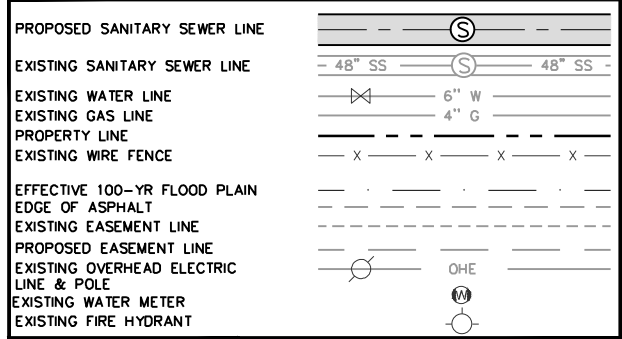 PROPOSED SANITARY SEWER LINE S
EXISTING SANITARY SEWER LINE 48" SS S 48" SS
EXISTING WATER LINE 6" W
EXISTING GAS LINE 4" G
PROPERTY LINE
EXISTING WIRE FENCE X X X X
EFFECTIVE 100-YR FLOOD PLAIN
EDGE OF ASPHALT
EXISTING EASEMENT LINE
PROPOSED EASEMENT LINE
EXISTING OVERHEAD ELECTRIC OHE
LINE & POLE
EXISTING WATER METER W
EXISTING FIRE HYDRANT